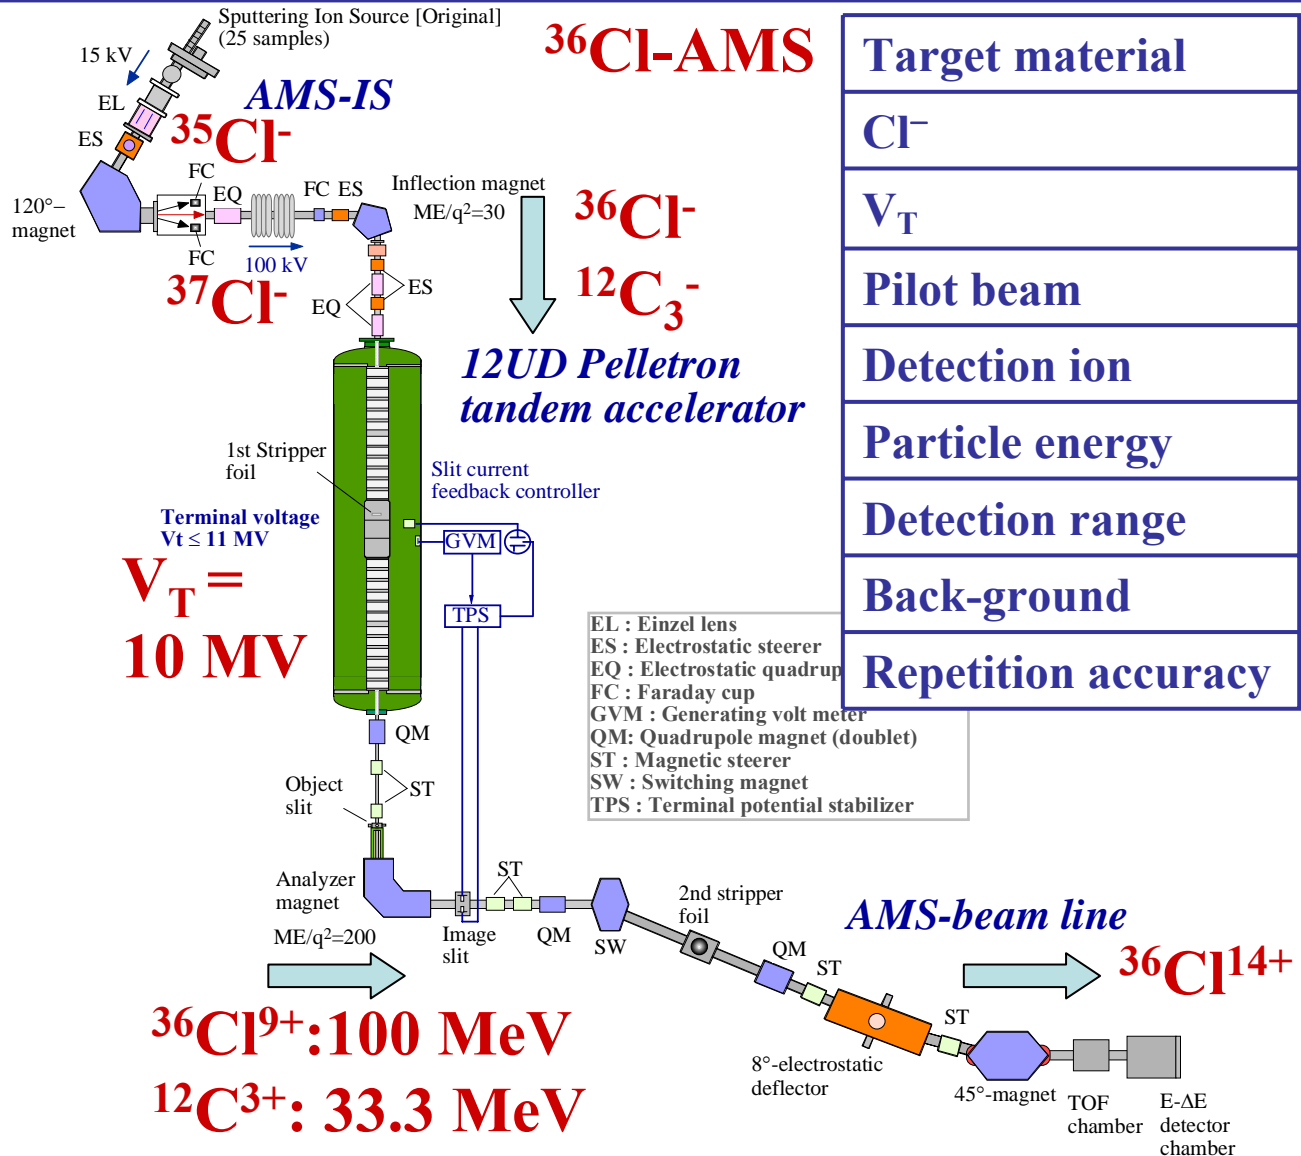 Sputtering Ion Source [Original]
(25 samples)
15 kV
EL
ES
AMS-IS
³⁵Cl⁻
FC
EQ
FC ES
120°–
magnet
FC
100 kV
³⁷Cl⁻
Inflection magnet
ME/q²=30
EQ
ES
³⁶Cl-AMS
³⁶Cl⁻
¹²C₃⁻
12UD Pelletron
tandem accelerator
1st Stripper
foil
Slit current
feedback controller
Terminal voltage
Vt ≤ 11 MV
GVM
TPS
V_T =
10 MV
Target material
Cl⁻
V_T
Pilot beam
Detection ion
Particle energy
Detection range
Back-ground
Repetition accuracy
EL : Einzel lens
ES : Electrostatic steerer
EQ : Electrostatic quadrup
FC : Faraday cup
GVM : Generating volt meter
QM: Quadrupole magnet (doublet)
ST : Magnetic steerer
SW : Switching magnet
TPS : Terminal potential stabilizer
QM
ST
Object
slit
Analyzer
magnet
ME/q²=200
Image
slit
ST
QM
SW
2nd stripper
foil
QM
ST
AMS-beam line
³⁶Cl¹⁴⁺
8°-electrostatic
deflector
ST
45°-magnet
TOF
chamber
E-ΔE
detector
chamber
³⁶Cl⁹⁺:100 MeV
¹²C³⁺: 33.3 MeV